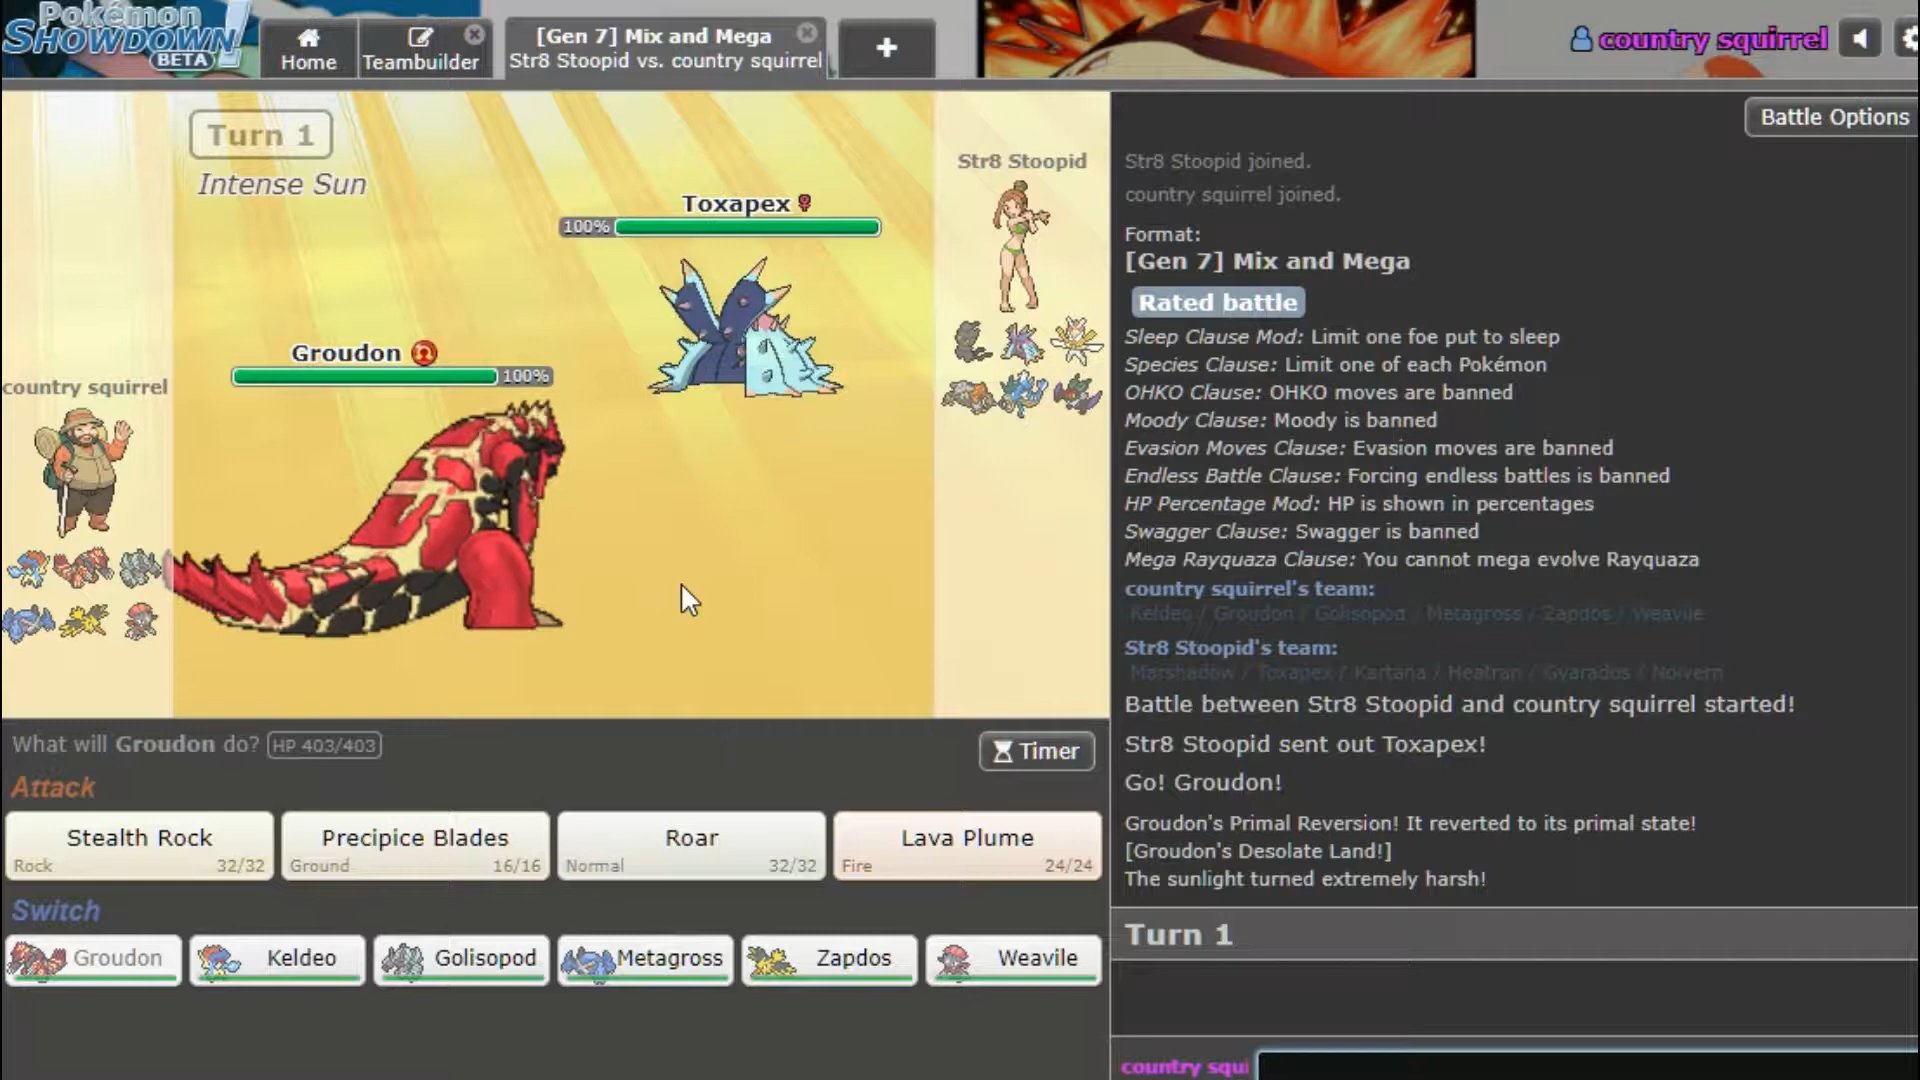 Pokémon
SHOWDOWN!
BETA
Home
Teambuilder
[Gen 7] Mix and Mega
Str8 Stoopid vs. country squirrel
+
country squirrel
Turn 1
Intense Sun
Toxapex
100%
Groudon
100%
country squirrel
Str8 Stoopid
Battle Options
Str8 Stoopid joined.
country squirrel joined.
Format:
[Gen 7] Mix and Mega
Rated battle
Sleep Clause Mod: Limit one foe put to sleep
Species Clause: Limit one of each Pokémon
OHKO Clause: OHKO moves are banned
Moody Clause: Moody is banned
Evasion Moves Clause: Evasion moves are banned
Endless Battle Clause: Forcing endless battles is banned
HP Percentage Mod: HP is shown in percentages
Swagger Clause: Swagger is banned
Mega Rayquaza Clause: You cannot mega evolve Rayquaza
country squirrel's team:
Keldeo / Groudon / Golisopod / Metagross / Zapdos / Weavile
Str8 Stoopid's team:
Marshadow / Toxapex / Kartana / Heatran / Gyarados / Noivern
Battle between Str8 Stoopid and country squirrel started!
Str8 Stoopid sent out Toxapex!
Go! Groudon!
Groudon's Primal Reversion! It reverted to its primal state!
[Groudon's Desolate Land!]
The sunlight turned extremely harsh!
Turn 1
country squi
What will Groudon do? HP 403/403
Timer
Attack
Stealth Rock
Rock 32/32
Precipice Blades
Ground 16/16
Roar
Normal 32/32
Lava Plume
Fire 24/24
Switch
Groudon
Keldeo
Golisopod
Metagross
Zapdos
Weavile